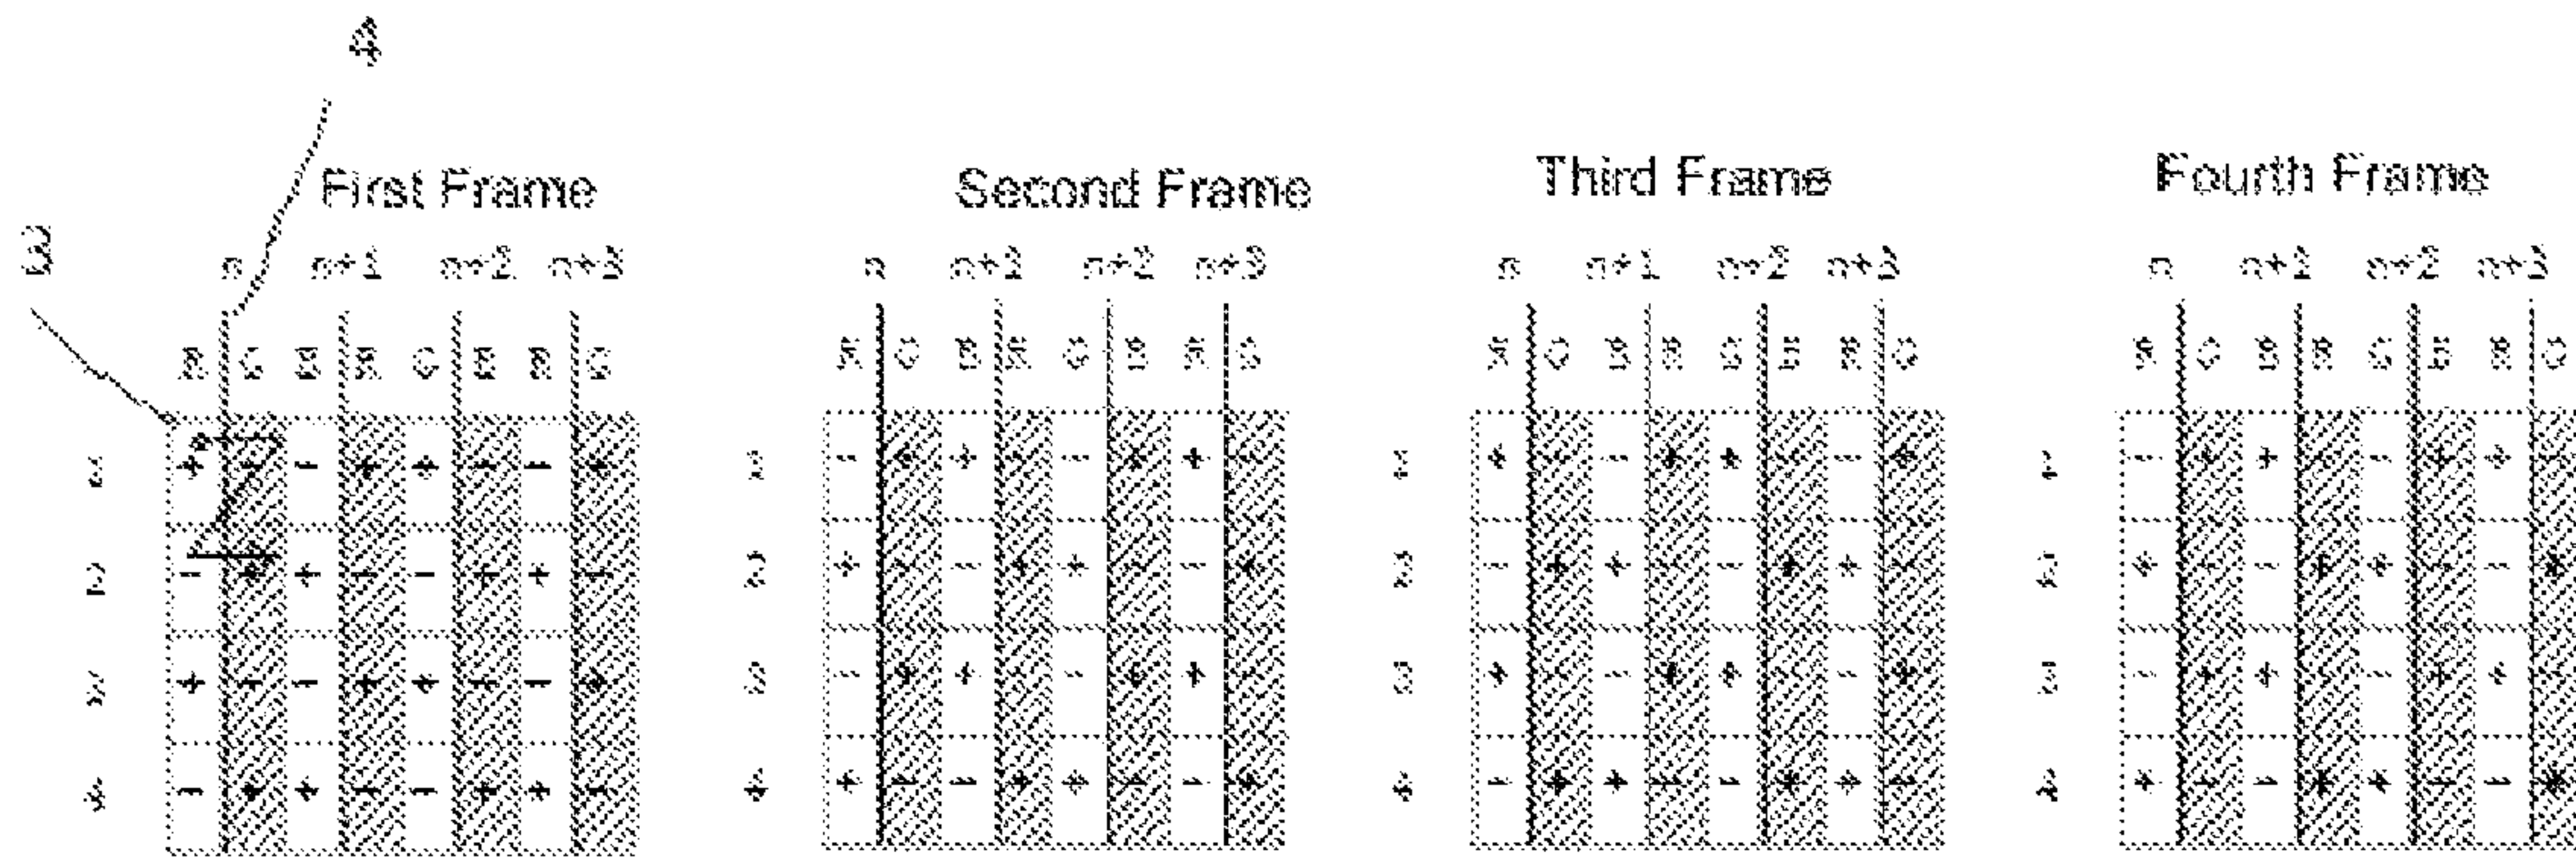 4
First Frame Second Frame Third Frame Fourth Frame
3
n n+1 n+2 n+3 n n+1 n+2 n+3 n n+1 n+2 n+3 n n+1 n+2 n+3
R G B R G B R G R G B R G B R G R G B R G B R G R G B R G B R G
1 + - - + + - - + 1 - + + - - + + - 1 + - - + + - - + 1 - + + - - + + -
2 - + + - - + + - 2 + - - + + - - + 2 - + + - - + + - 2 + - - + + - - +
3 + - - + + - - + 3 - + + - - + + - 3 + - - + + - - + 3 - + + - - + + -
4 - + + - - + + - 4 + - - + + - - + 4 - + + - - + + - 4 + - - + + - - +